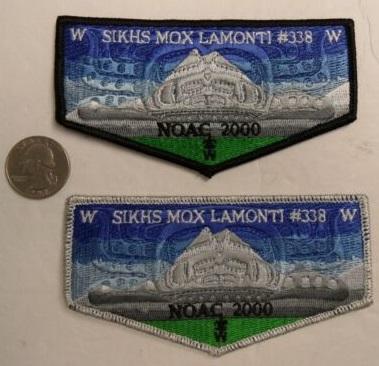 W SIKHS MOX LAMONTI #338 W
NOAC 2000
W
W SIKHS MOX LAMONTI #338 W
NOAC 2000
W